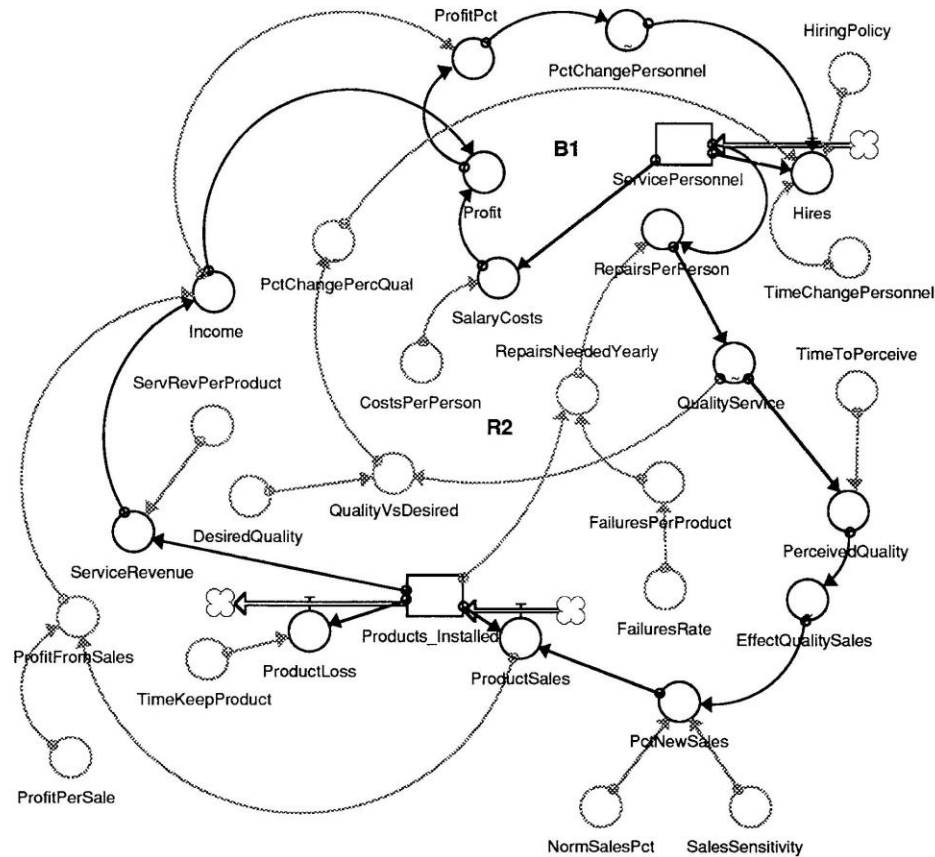 ProfitPct
HiringPolicy
PctChangePersonnel
~
B1
ServicePersonnel
Hires
Profit
PctChangePercQual
RepairsPerPerson
TimeChangePersonnel
Income
SalaryCosts
RepairsNeededYearly
TimeToPerceive
ServRevPerProduct
CostsPerPerson
~
QualityService
R2
DesiredQuality
QualityVsDesired
FailuresPerProduct
PerceivedQuality
ServiceRevenue
FailuresRate
EffectQualitySales
Products_Installed
ProfitFromSales
ProductLoss
ProductSales
TimeKeepProduct
PctNewSales
ProfitPerSale
NormSalesPct
SalesSensitivity